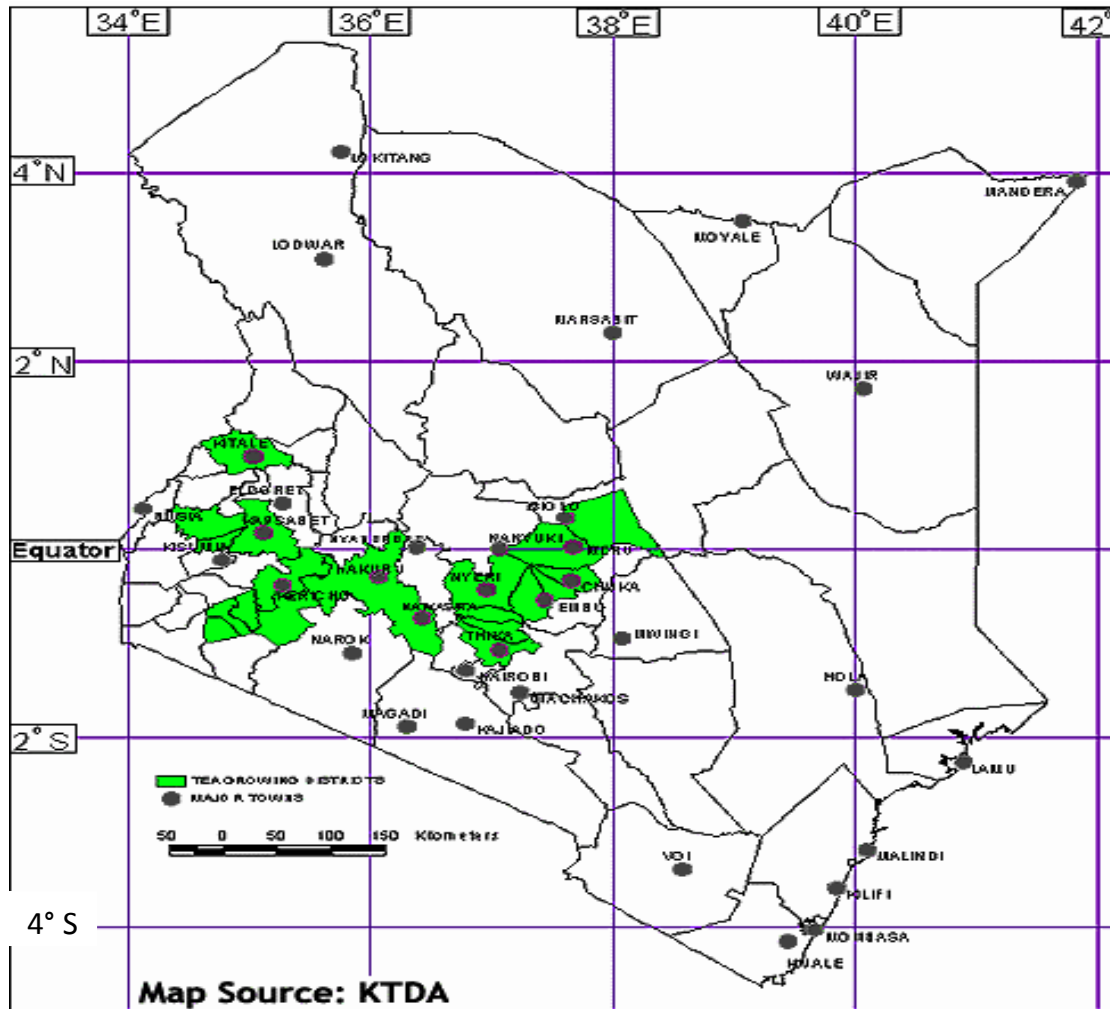 34°E 36°E 38°E 40°E 42°
LOKITANG
4°N
MANDERA
MOYALE
LODWAR
MARSABIT
2° N
WAJIR
KITALE
ELDORET
BUSIA
KAPSABET
ISIOLO
Equator
KISUMU
NANYUKI
MERU
NAKURU
NYERI
CHUKA
KERICHO
EMBU
NAIVASHA
THIKA
MWINGI
NAROK
NAIROBI
HOLA
MACHAKOS
MAGADI
KAJIADO
2° S
LAMU
TEA GROWING DISTRICTS
MAJOR TOWNS
50 0 50 100 150 Kilometers
VOI
MALINDI
KILIFI
4° S
MOMBASA
KWALE
Map Source: KTDA